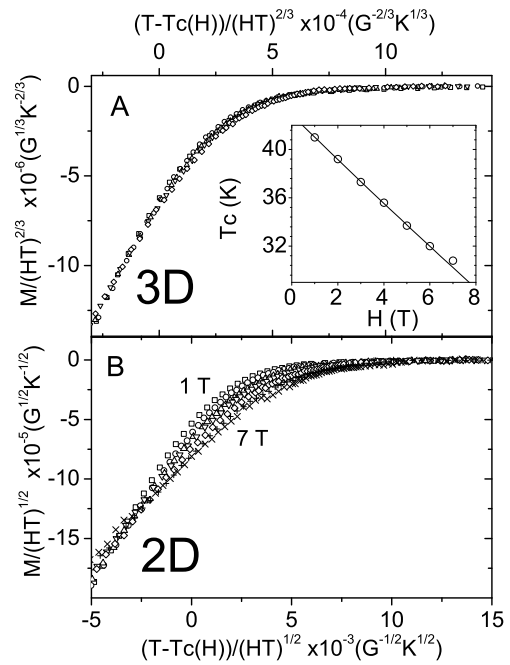 (T-Tc(H))/(HT)^2/3 x10^-4(G^-2/3K^1/3)
0 5 10
A
M/(HT)^2/3 x10^-6(G^1/3K^-2/3)
0
-5
-10
3D
Tc (K)
40
36
32
0 2 4 6 8
H (T)
B
M/(HT)^1/2 x10^-5(G^1/2K^-1/2)
0
-5
-10
-15
1 T
7 T
2D
-5 0 5 10 15
(T-Tc(H))/(HT)^1/2 x10^-3(G^-1/2K^1/2)